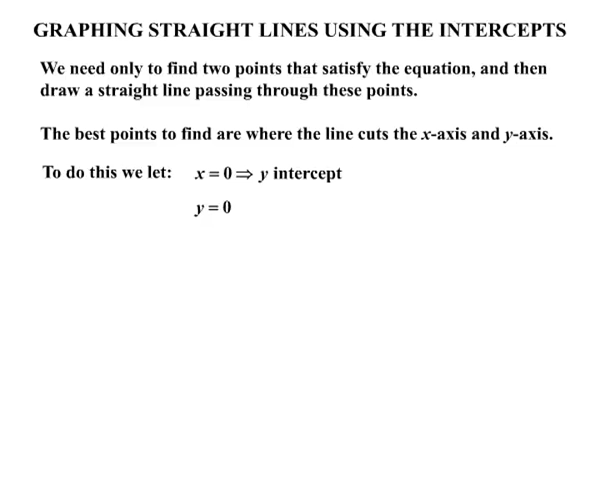 GRAPHING STRAIGHT LINES USING THE INTERCEPTS
We need only to find two points that satisfy the equation, and then
draw a straight line passing through these points.
The best points to find are where the line cuts the x-axis and y-axis.
To do this we let: x = 0 ⇒ y intercept
y = 0